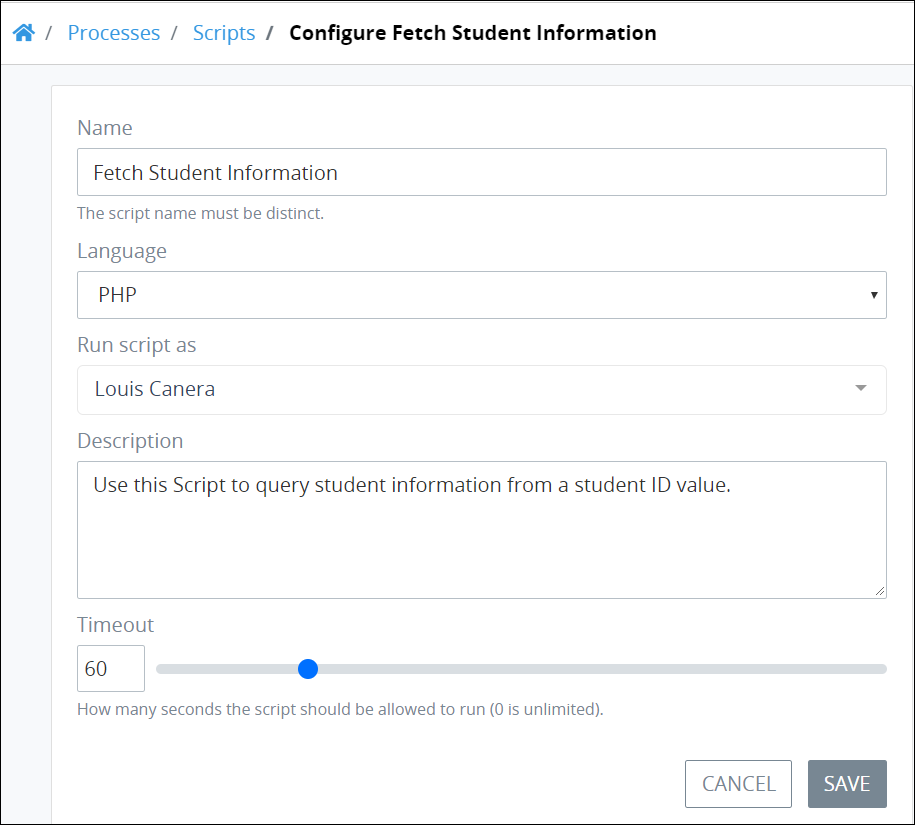 / Processes / Scripts / Configure Fetch Student Information
Name
Fetch Student Information
The script name must be distinct.
Language
PHP
Run script as
Louis Canera
Description
Use this Script to query student information from a student ID value.
Timeout
60
How many seconds the script should be allowed to run (0 is unlimited).
CANCEL SAVE